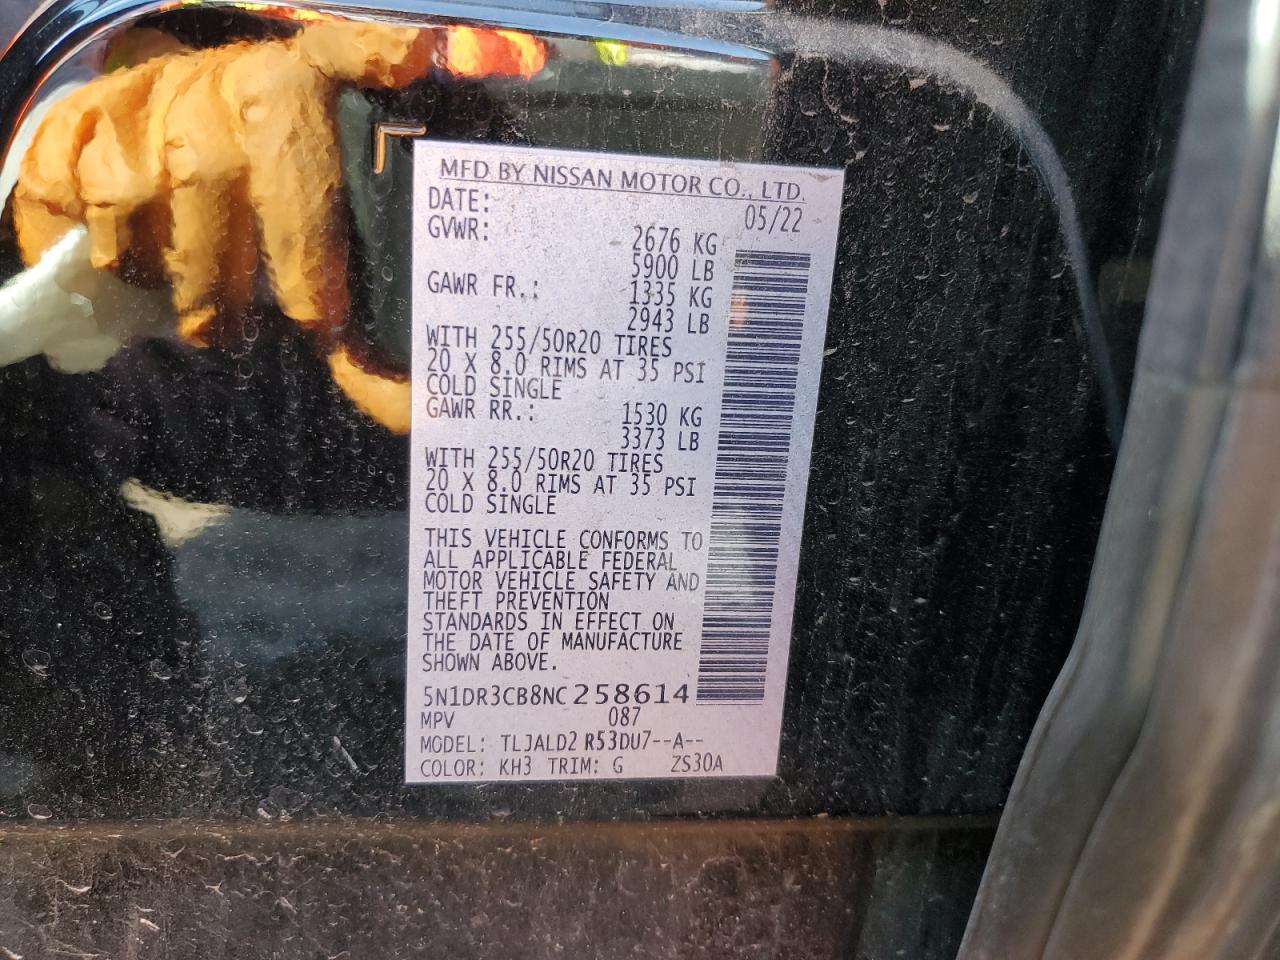 MFD BY NISSAN MOTOR CO., LTD.
DATE: 05/22
GVWR: 2676 KG
5900 LB
GAWR FR.: 1335 KG
2943 LB
WITH 255/50R20 TIRES
20 X 8.0 RIMS AT 35 PSI
COLD SINGLE
GAWR RR.: 1530 KG
3373 LB
WITH 255/50R20 TIRES
20 X 8.0 RIMS AT 35 PSI
COLD SINGLE
THIS VEHICLE CONFORMS TO
ALL APPLICABLE FEDERAL
MOTOR VEHICLE SAFETY AND
THEFT PREVENTION
STANDARDS IN EFFECT ON
THE DATE OF MANUFACTURE
SHOWN ABOVE.
5N1DR3CB8NC258614
MPV 087
MODEL: TLJALD2 R53DU7--A--
COLOR: KH3 TRIM: G ZS30A